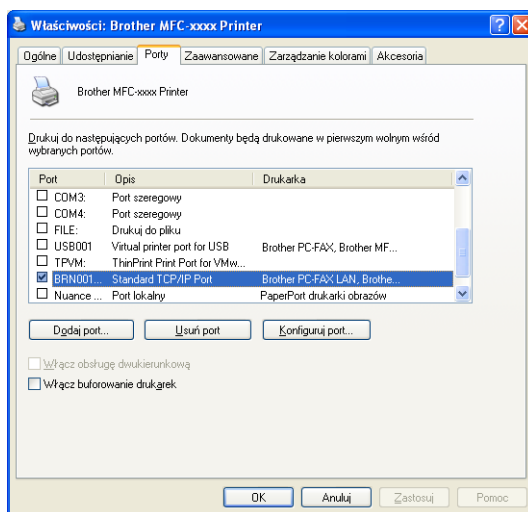 Właściwości: Brother MFC-xxxx Printer
Ogólne Udostępnianie Porty Zaawansowane Zarządzanie kolorami Akcesoria
Brother MFC-xxxx Printer
Drukuj do następujących portów. Dokumenty będą drukowane w pierwszym wolnym wśród
wybranych portów.
Port Opis Drukarka
COM3: Port szeregowy
COM4: Port szeregowy
FILE: Drukuj do pliku
USB001 Virtual printer port for USB Brother PC-FAX, Brother MF...
TPVM: ThinPrint Print Port for VMw...
BRN001... Standard TCP/IP Port Brother PC-FAX LAN, Brothe...
Nuance ... Port lokalny PaperPort drukarki obrazów
Dodaj port... Usuń port Konfiguruj port...
Włącz obsługę dwukierunkową
Włącz buforowanie drukarek
OK Anuluj Zastosuj Pomoc